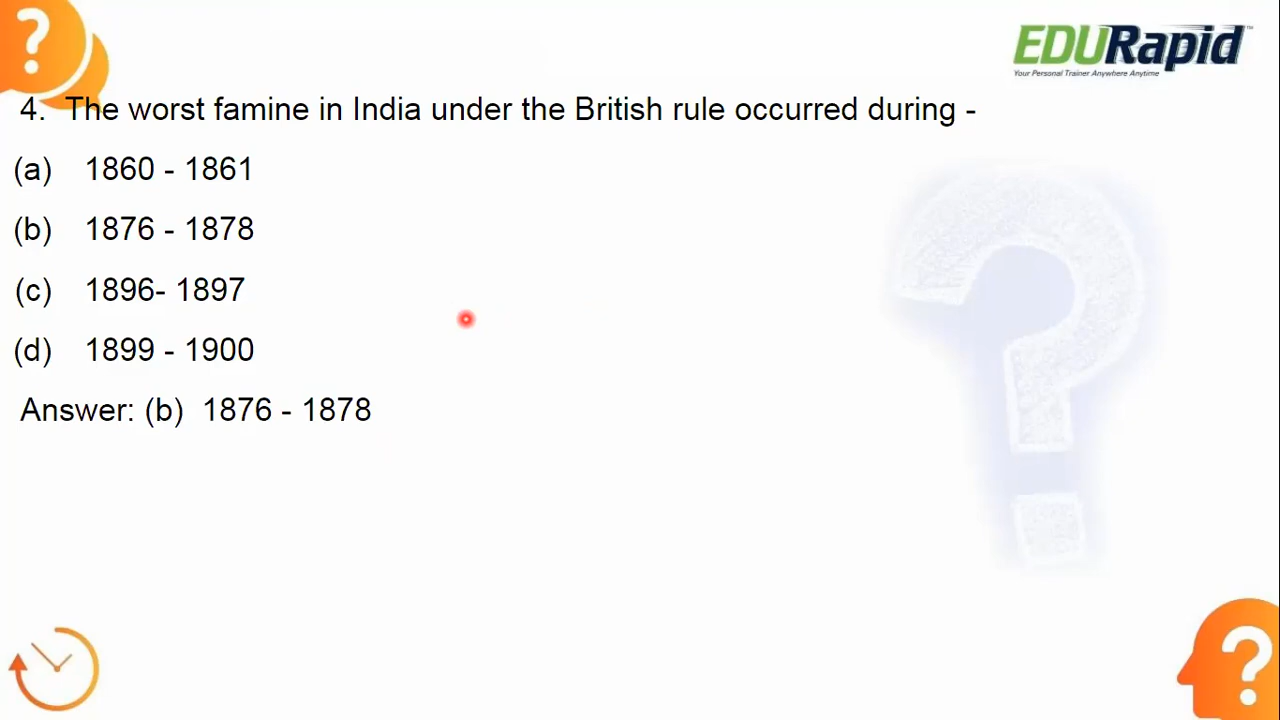 EDURapid™
Your Personal Trainer Anywhere Anytime
4. The worst famine in India under the British rule occurred during -
(a) 1860 - 1861
(b) 1876 - 1878
(c) 1896- 1897
(d) 1899 - 1900
Answer: (b) 1876 - 1878